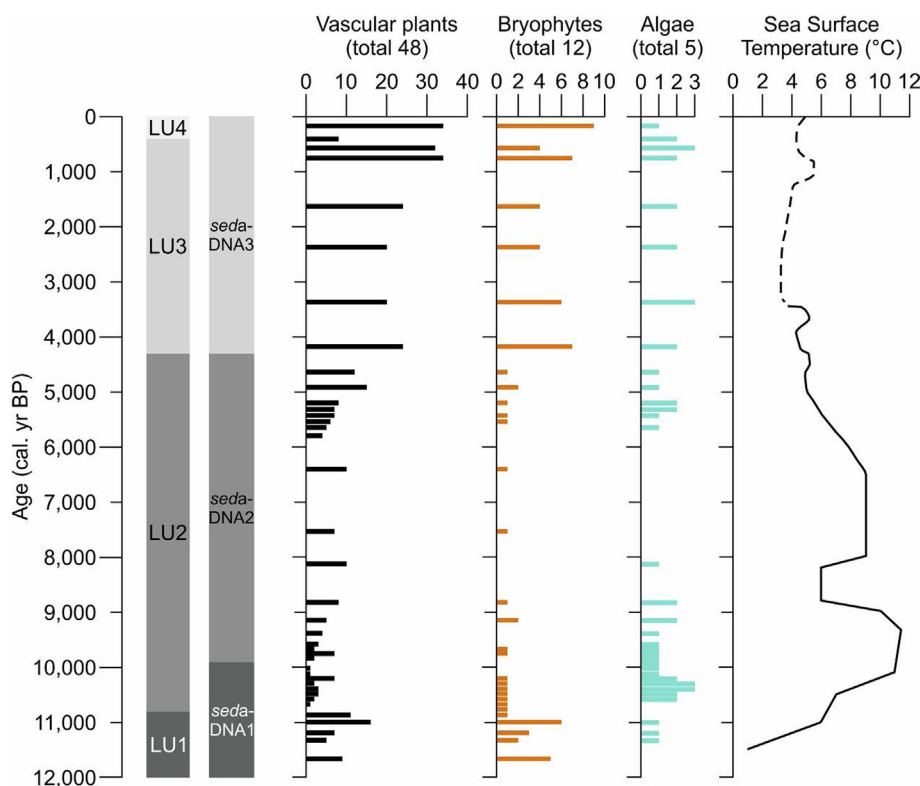 Vascular plants
(total 48)
Bryophytes
(total 12)
Algae
(total 5)
Sea Surface
Temperature (°C)
0 10 20 30 40
0 2 4 6 8 10
0 1 2 3
0 2 4 6 8 10 12
Age (cal. yr BP)
0
1,000
2,000
3,000
4,000
5,000
6,000
7,000
8,000
9,000
10,000
11,000
12,000
LU4
LU3
LU2
LU1
seda-
DNA3
seda-
DNA2
seda-
DNA1